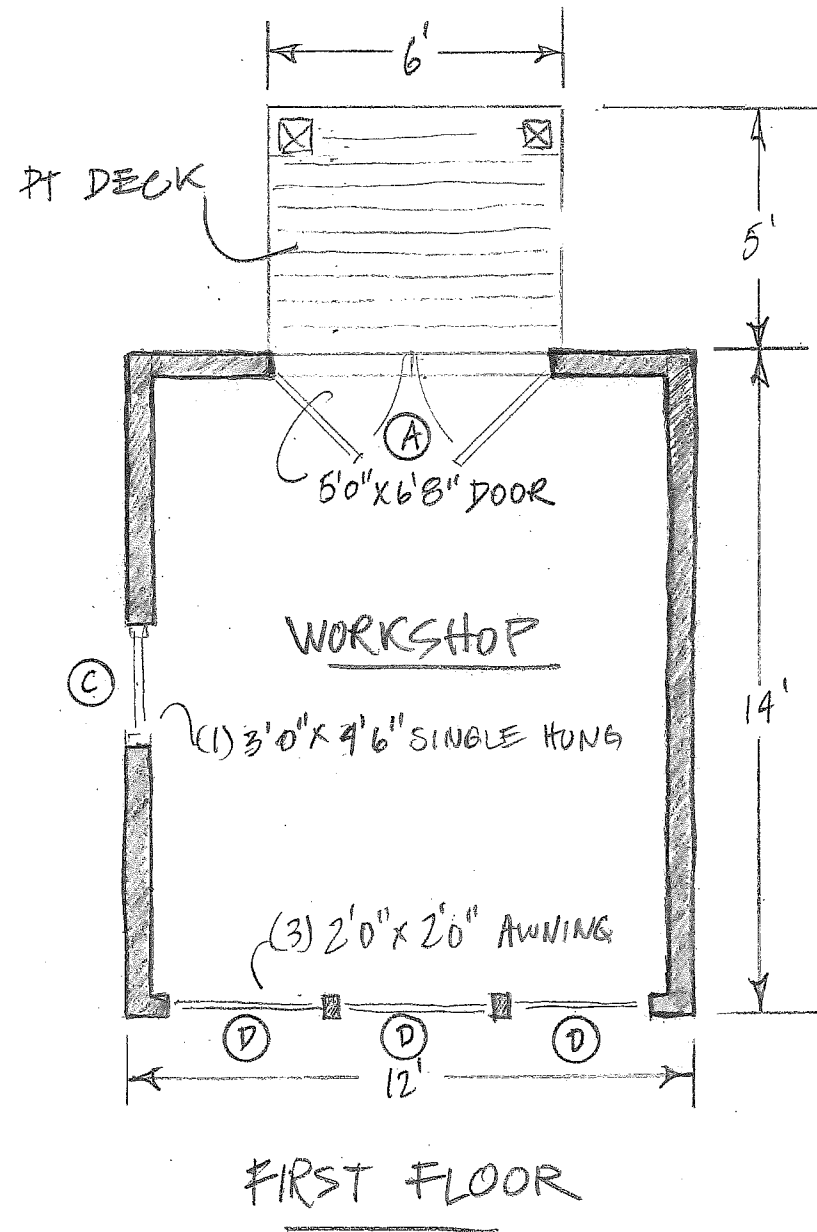 6'
PT DECK
5'
A
5'0" X 6'8" DOOR
WORKSHOP
C
14'
(1) 3'0" X 4'6" SINGLE HUNG
(3) 2'0" X 2'0" AWNING
D D D
12'
FIRST FLOOR